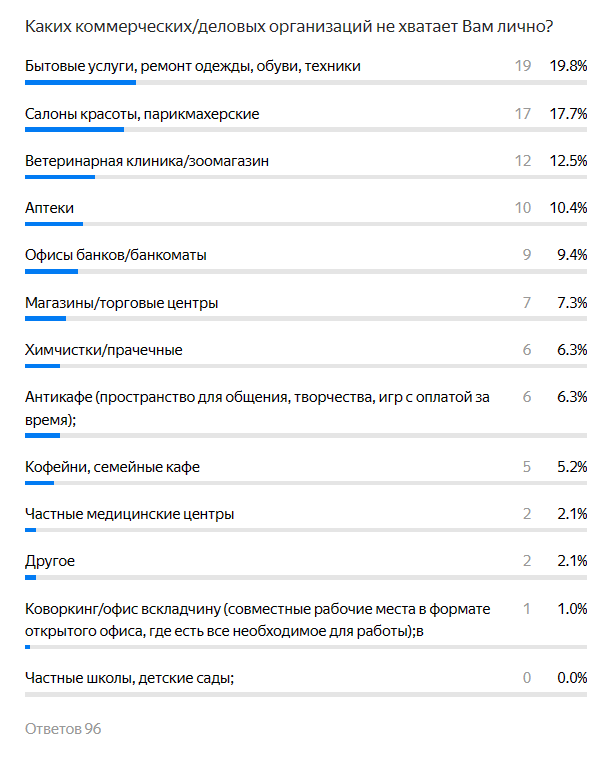 Каких коммерческих/деловых организаций не хватает Вам лично?
Бытовые услуги, ремонт одежды, обуви, техники 19 19.8%
Салоны красоты, парикмахерские 17 17.7%
Ветеринарная клиника/зоомагазин 12 12.5%
Аптеки 10 10.4%
Офисы банков/банкоматы 9 9.4%
Магазины/торговые центры 7 7.3%
Химчистки/прачечные 6 6.3%
Антикафе (пространство для общения, творчества, игр с оплатой за 6 6.3%
время);
Кофейни, семейные кафе 5 5.2%
Частные медицинские центры 2 2.1%
Другое 2 2.1%
Коворкинг/офис вскладчину (совместные рабочие места в формате 1 1.0%
открытого офиса, где есть все необходимое для работы);в
Частные школы, детские сады; 0 0.0%
Ответов 96